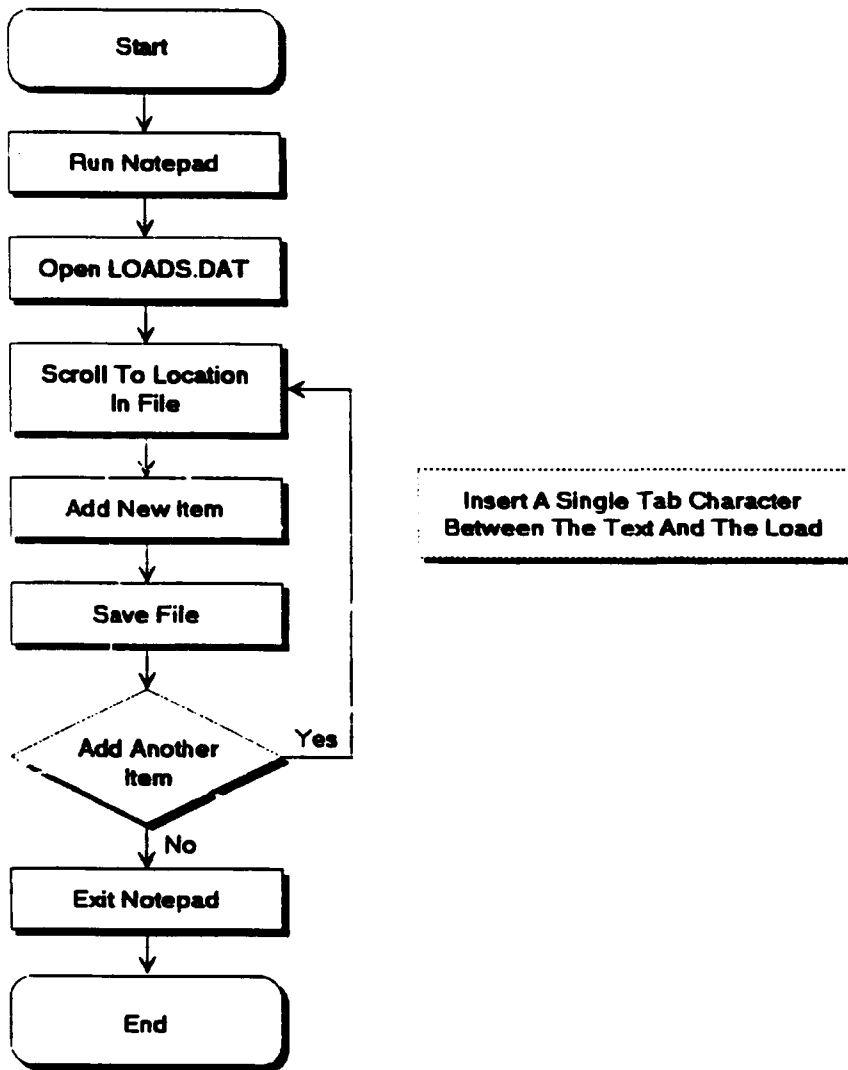 Start
Run Notepad
Open LOADS.DAT
Scroll To Location
In File
Add New Item
Insert A Single Tab Character
Between The Text And The Load
Save File
Add Another
Item
Yes
No
Exit Notepad
End